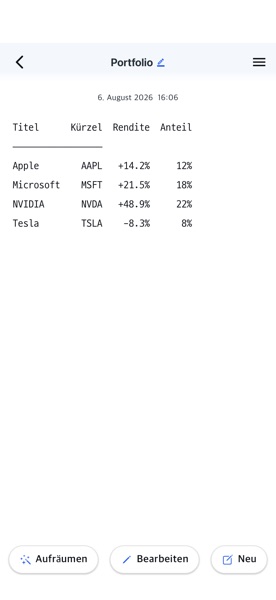 Portfolio
6. August 2026 16:06
Titel Kürzel Rendite Anteil
Apple AAPL +14.2% 12%
Microsoft MSFT +21.5% 18%
NVIDIA NVDA +48.9% 22%
Tesla TSLA −8.3% 8%
Aufräumen Bearbeiten Neu